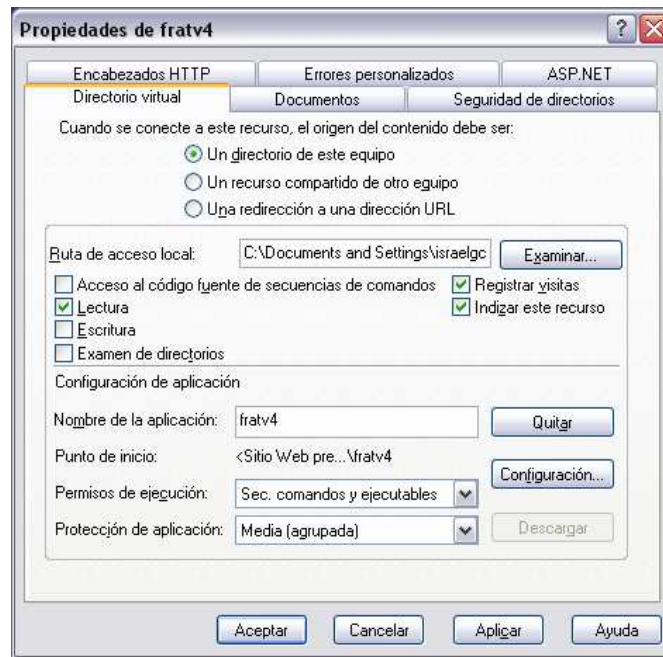 Propiedades de fratv4
Encabezados HTTP Errores personalizados ASP.NET
Directorio virtual Documentos Seguridad de directorios
Cuando se conecte a este recurso, el origen del contenido debe ser:
Un directorio de este equipo
Un recurso compartido de otro equipo
Una redirección a una dirección URL
Ruta de acceso local: C:\Documents and Settings\israelgc Examinar...
Acceso al código fuente de secuencias de comandos Registrar visitas
Lectura Indizar este recurso
Escritura
Examen de directorios
Configuración de aplicación
Nombre de la aplicación: fratv4 Quitar
Punto de inicio: <Sitio Web pre...\fratv4
Configuración...
Permisos de ejecución: Sec. comandos y ejecutables
Protección de aplicación: Media (agrupada) Descargar
Aceptar Cancelar Aplicar Ayuda